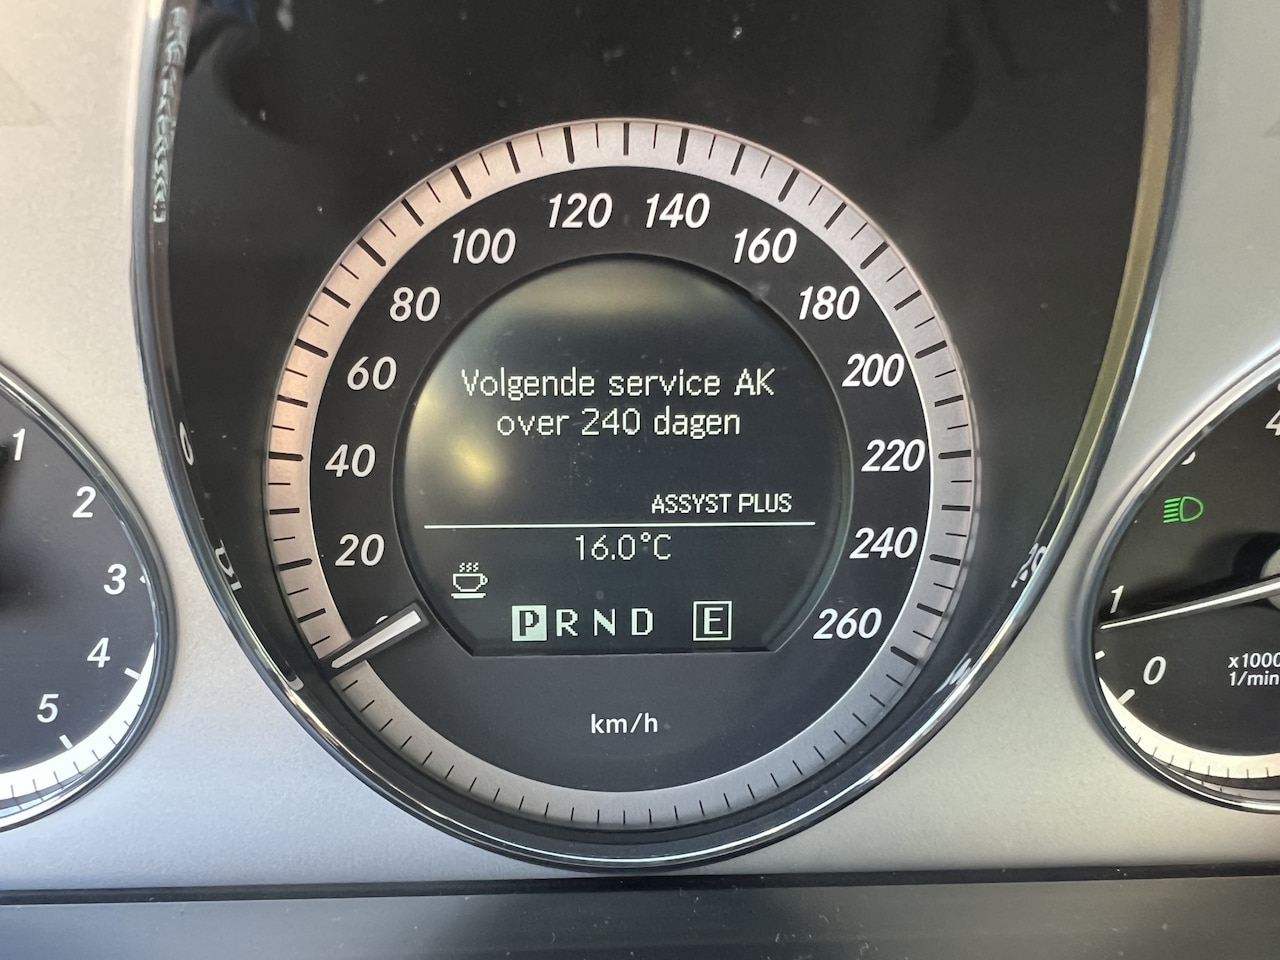 120 140
100 160
80 180
60 200
40 220
20 240
260
Volgende service AK
over 240 dagen
ASSYST PLUS
16.0°C
P R N D E
km/h
1
2
3
4
5
4
1
0
x1000
1/min